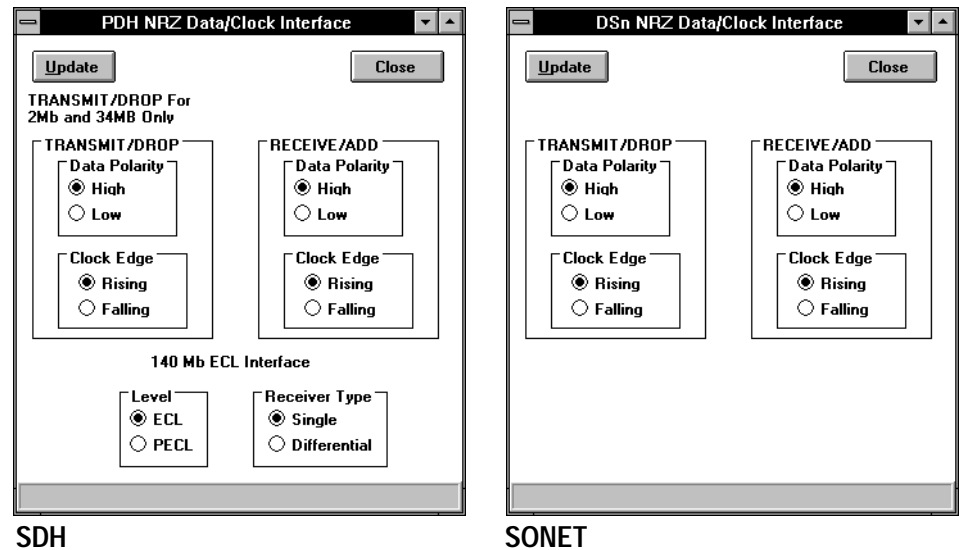 PDH NRZ Data/Clock Interface
Update
Close
TRANSMIT/DROP For
2Mb and 34MB Only
TRANSMIT/DROP
Data Polarity
High
Low
Clock Edge
Rising
Falling
RECEIVE/ADD
Data Polarity
High
Low
Clock Edge
Rising
Falling
140 Mb ECL Interface
Level
ECL
PECL
Receiver Type
Single
Differential
SDH
DSn NRZ Data/Clock Interface
Update
Close
TRANSMIT/DROP
Data Polarity
High
Low
Clock Edge
Rising
Falling
RECEIVE/ADD
Data Polarity
High
Low
Clock Edge
Rising
Falling
SONET